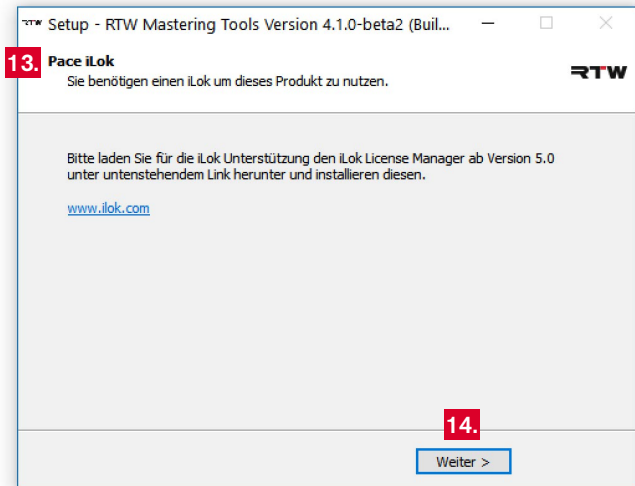 RTW Setup - RTW Mastering Tools Version 4.1.0-beta2 (Buil...
13. Pace iLok
Sie benötigen einen iLok um dieses Produkt zu nutzen.
RTW
Bitte laden Sie für die iLok Unterstützung den iLok License Manager ab Version 5.0
unter untenstehendem Link herunter und installieren diesen.
www.ilok.com
14.
Weiter >